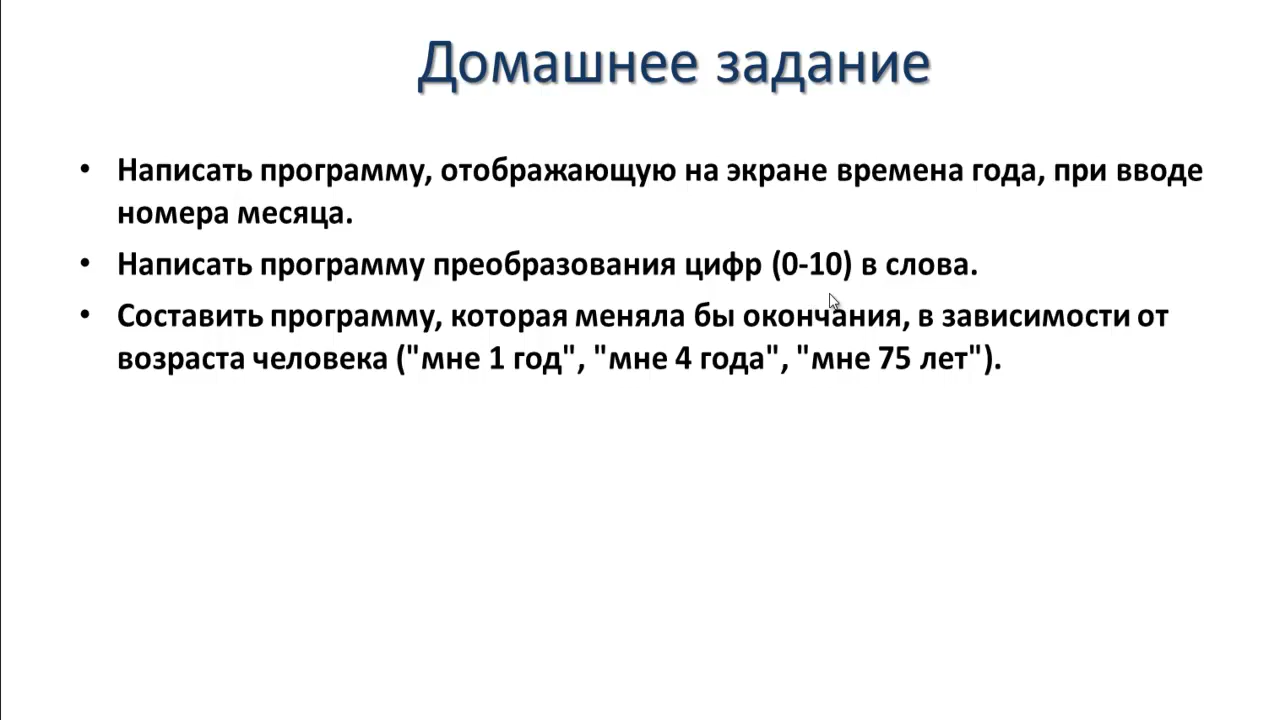 Домашнее задание
• Написать программу, отображающую на экране времена года, при вводе
номера месяца.
• Написать программу преобразования цифр (0-10) в слова.
• Составить программу, которая меняла бы окончания, в зависимости от
возраста человека ("мне 1 год", "мне 4 года", "мне 75 лет").